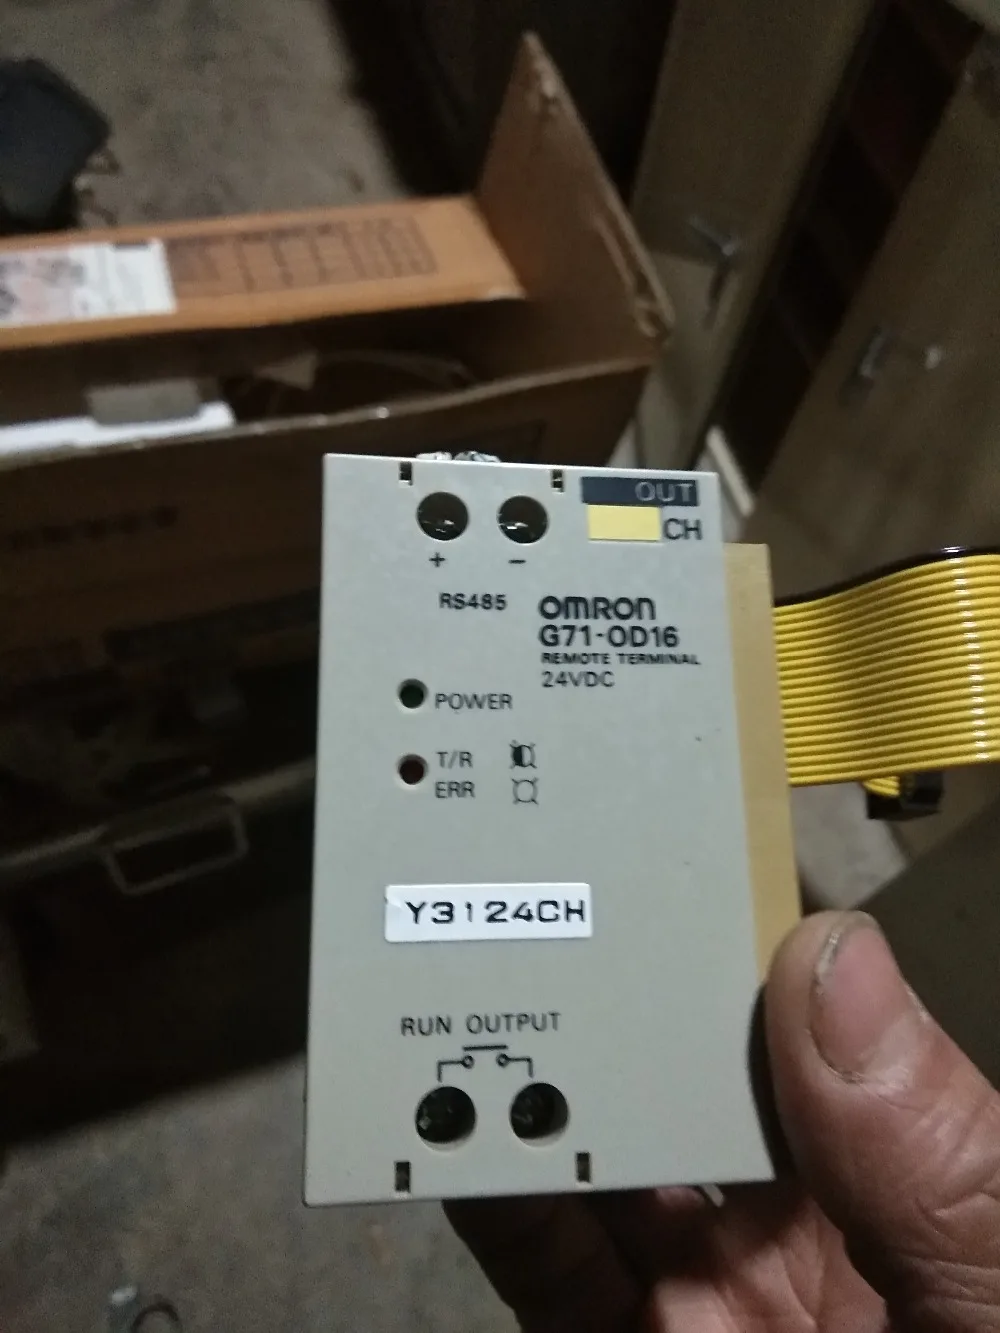 OUT
CH
+ -
RS485
OMRON
G71-OD16
REMOTE TERMINAL
24VDC
POWER
T/R
ERR
Y3124CH
RUN OUTPUT